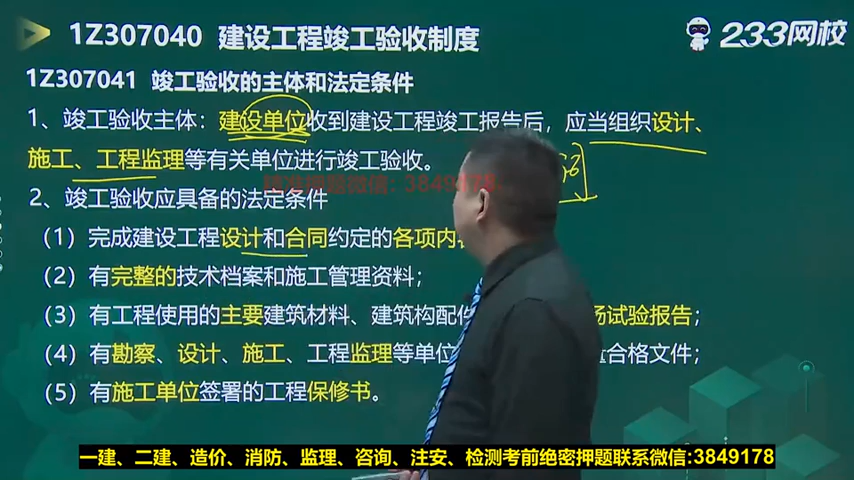 1Z307040 建设工程竣工验收制度
233网校
1Z307041 竣工验收的主体和法定条件
1、竣工验收主体：建设单位收到建设工程竣工报告后，应当组织设计、
施工、工程监理等有关单位进行竣工验收。
精准押题微信：3849178
2、竣工验收应具备的法定条件
（1）完成建设工程设计和合同约定的各项内
（2）有完整的技术档案和施工管理资料；
（3）有工程使用的主要建筑材料、建筑构配件 场试验报告；
（4）有勘察、设计、施工、工程监理等单位 合格文件；
（5）有施工单位签署的工程保修书。
一建、二建、造价、消防、监理、咨询、注安、检测考前绝密押题联系微信:3849178